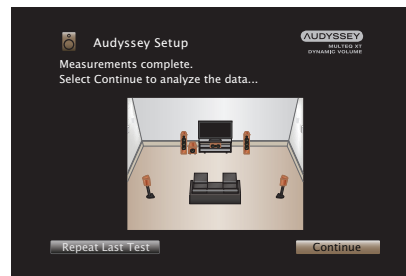 Audyssey Setup
AUDYSSEY
MULTEQ XT
DYNAMIC VOLUME
Measurements complete.
Select Continue to analyze the data...
Repeat Last Test
Continue